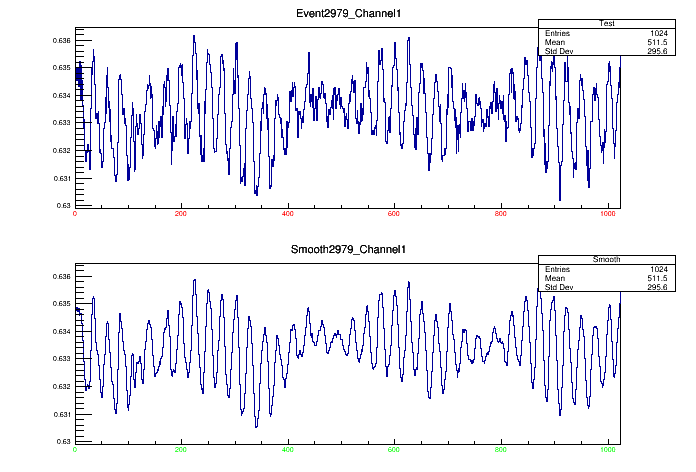 Event2979_Channel1
Test
Entries 1024
Mean 511.5
Std Dev 295.6
0.636
0.635
0.634
0.633
0.632
0.631
0.63
0 200 400 600 800 1000
Smooth2979_Channel1
Smooth
Entries 1024
Mean 511.5
Std Dev 295.6
0.636
0.635
0.634
0.633
0.632
0.631
0.63
0 200 400 600 800 1000